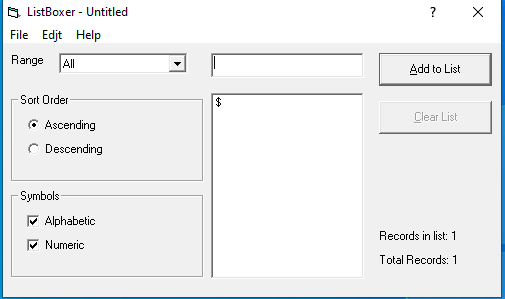 ListBoxer - Untitled
File Edjt Help
Range All
Add to List
Sort Order
$
Ascending
Clear List
Descending
Symbols
Alphabetic
Numeric
Records in list: 1
Total Records: 1